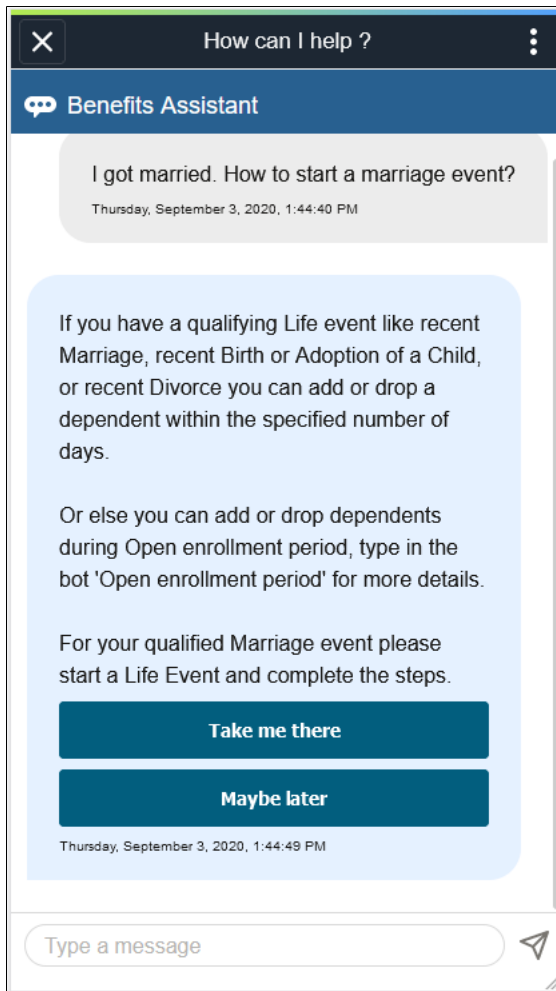 How can I help ?
Benefits Assistant
I got married. How to start a marriage event?
Thursday, September 3, 2020, 1:44:40 PM
If you have a qualifying Life event like recent
Marriage, recent Birth or Adoption of a Child,
or recent Divorce you can add or drop a
dependent within the specified number of
days.
Or else you can add or drop dependents
during Open enrollment period, type in the
bot 'Open enrollment period' for more details.
For your qualified Marriage event please
start a Life Event and complete the steps.
Take me there
Maybe later
Thursday, September 3, 2020, 1:44:49 PM
Type a message